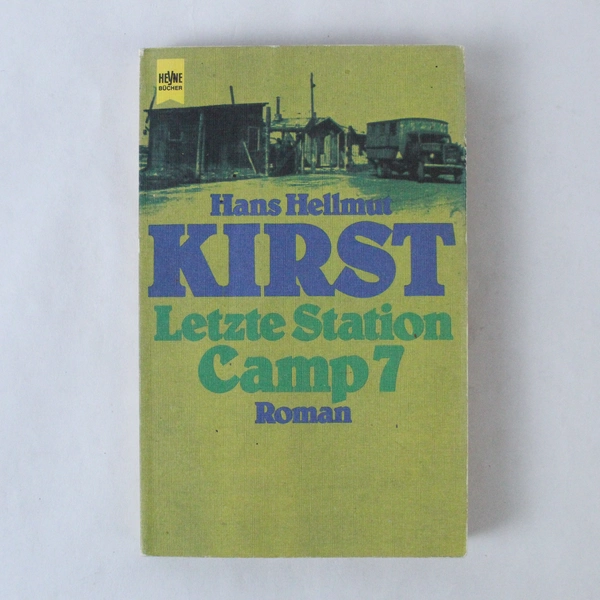 HEYNE
BÜCHER
Hans Hellmut
KIRST
Letzte Station
Camp 7
Roman